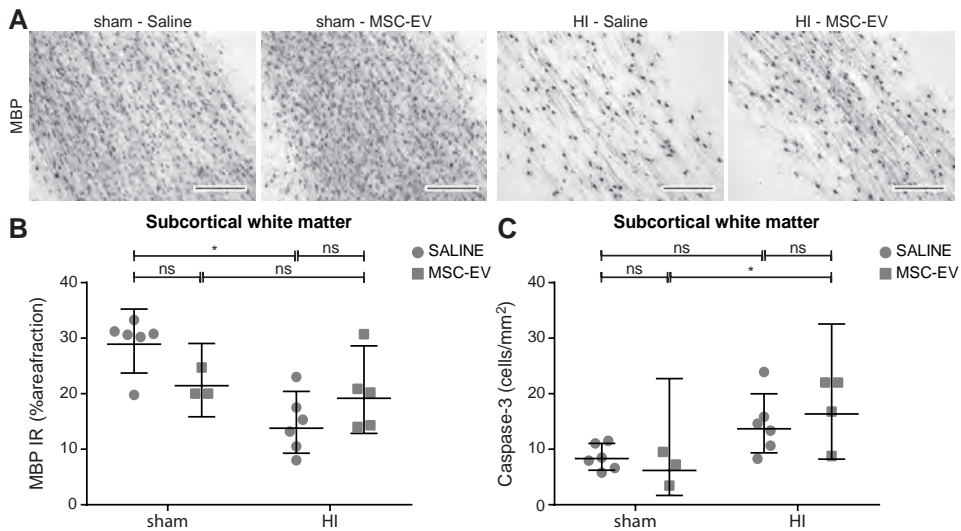 A
sham - Saline
sham - MSC-EV
HI - Saline
HI - MSC-EV
MBP
B
Subcortical white matter
* ns
ns ns
SALINE
MSC-EV
MBP IR (%areafraction)
40
30
20
10
0
sham HI
C
Subcortical white matter
ns ns
ns *
SALINE
MSC-EV
Caspase-3 (cells/mm²)
40
30
20
10
0
sham HI